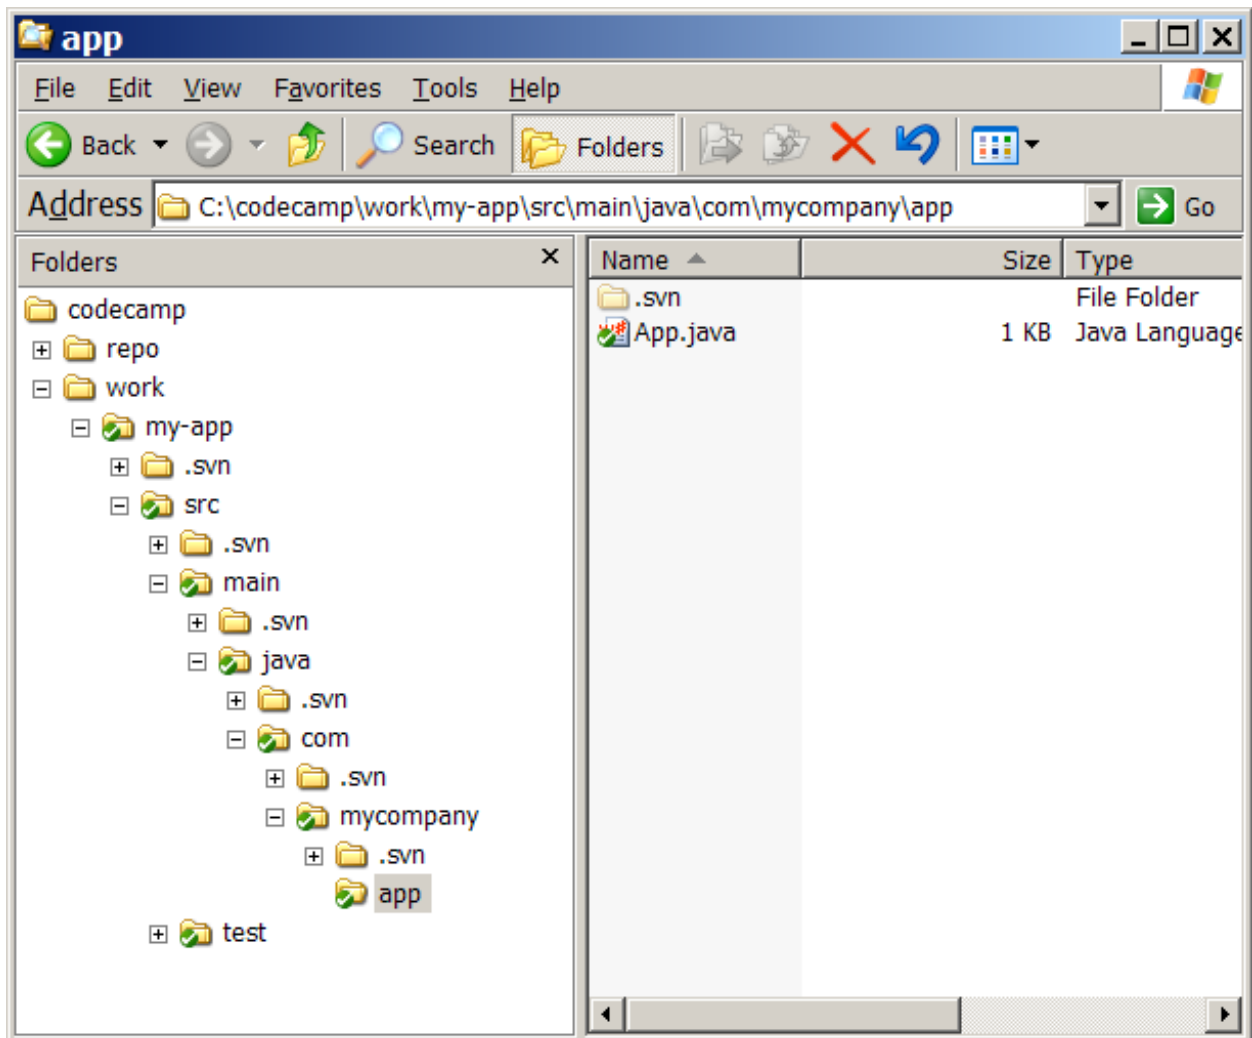 app
File Edit View Favorites Tools Help
Back Search Folders
Address C:\codecamp\work\my-app\src\main\java\com\mycompany\app Go
Folders
codecamp
repo
work
my-app
.svn
src
.svn
main
.svn
java
.svn
com
.svn
mycompany
.svn
app
test
Name Size Type
.svn File Folder
App.java 1 KB Java Language